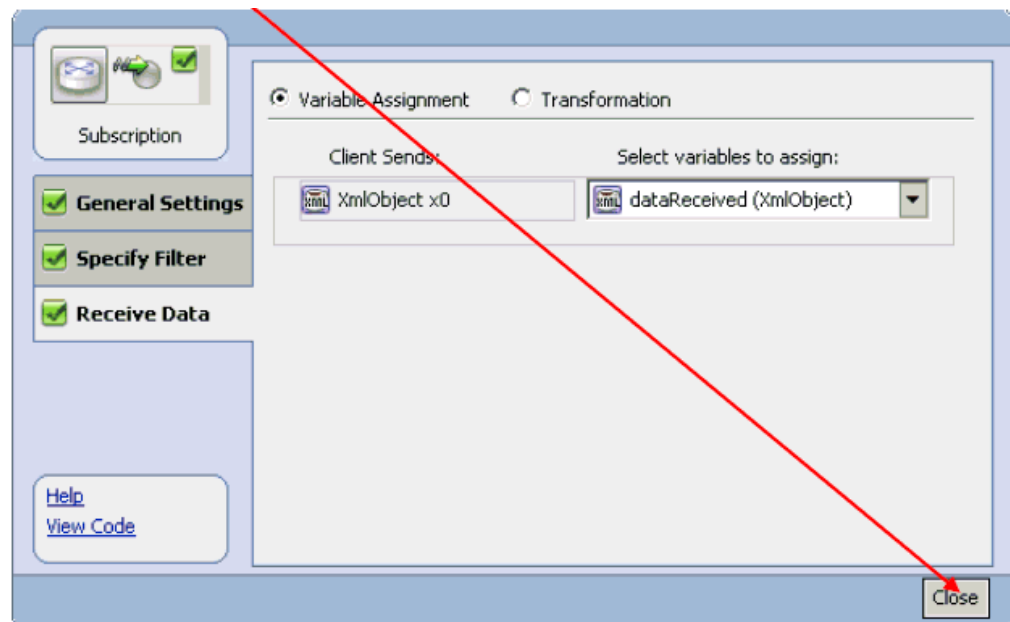 Subscription
General Settings
Specify Filter
Receive Data
Help
View Code
Variable Assignment Transformation
Client Sends: Select variables to assign:
XmlObject x0 dataReceived (XmlObject)
Close